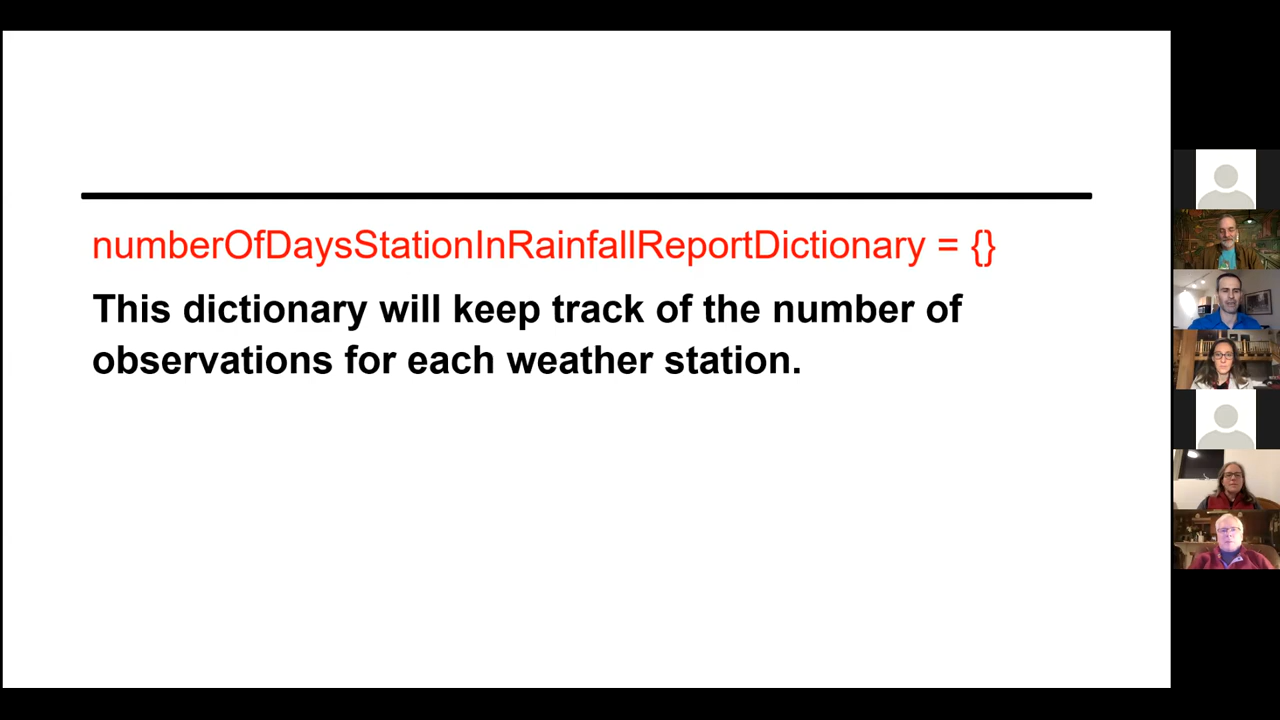 numberOfDaysStationInRainfallReportDictionary = {}
This dictionary will keep track of the number of
observations for each weather station.